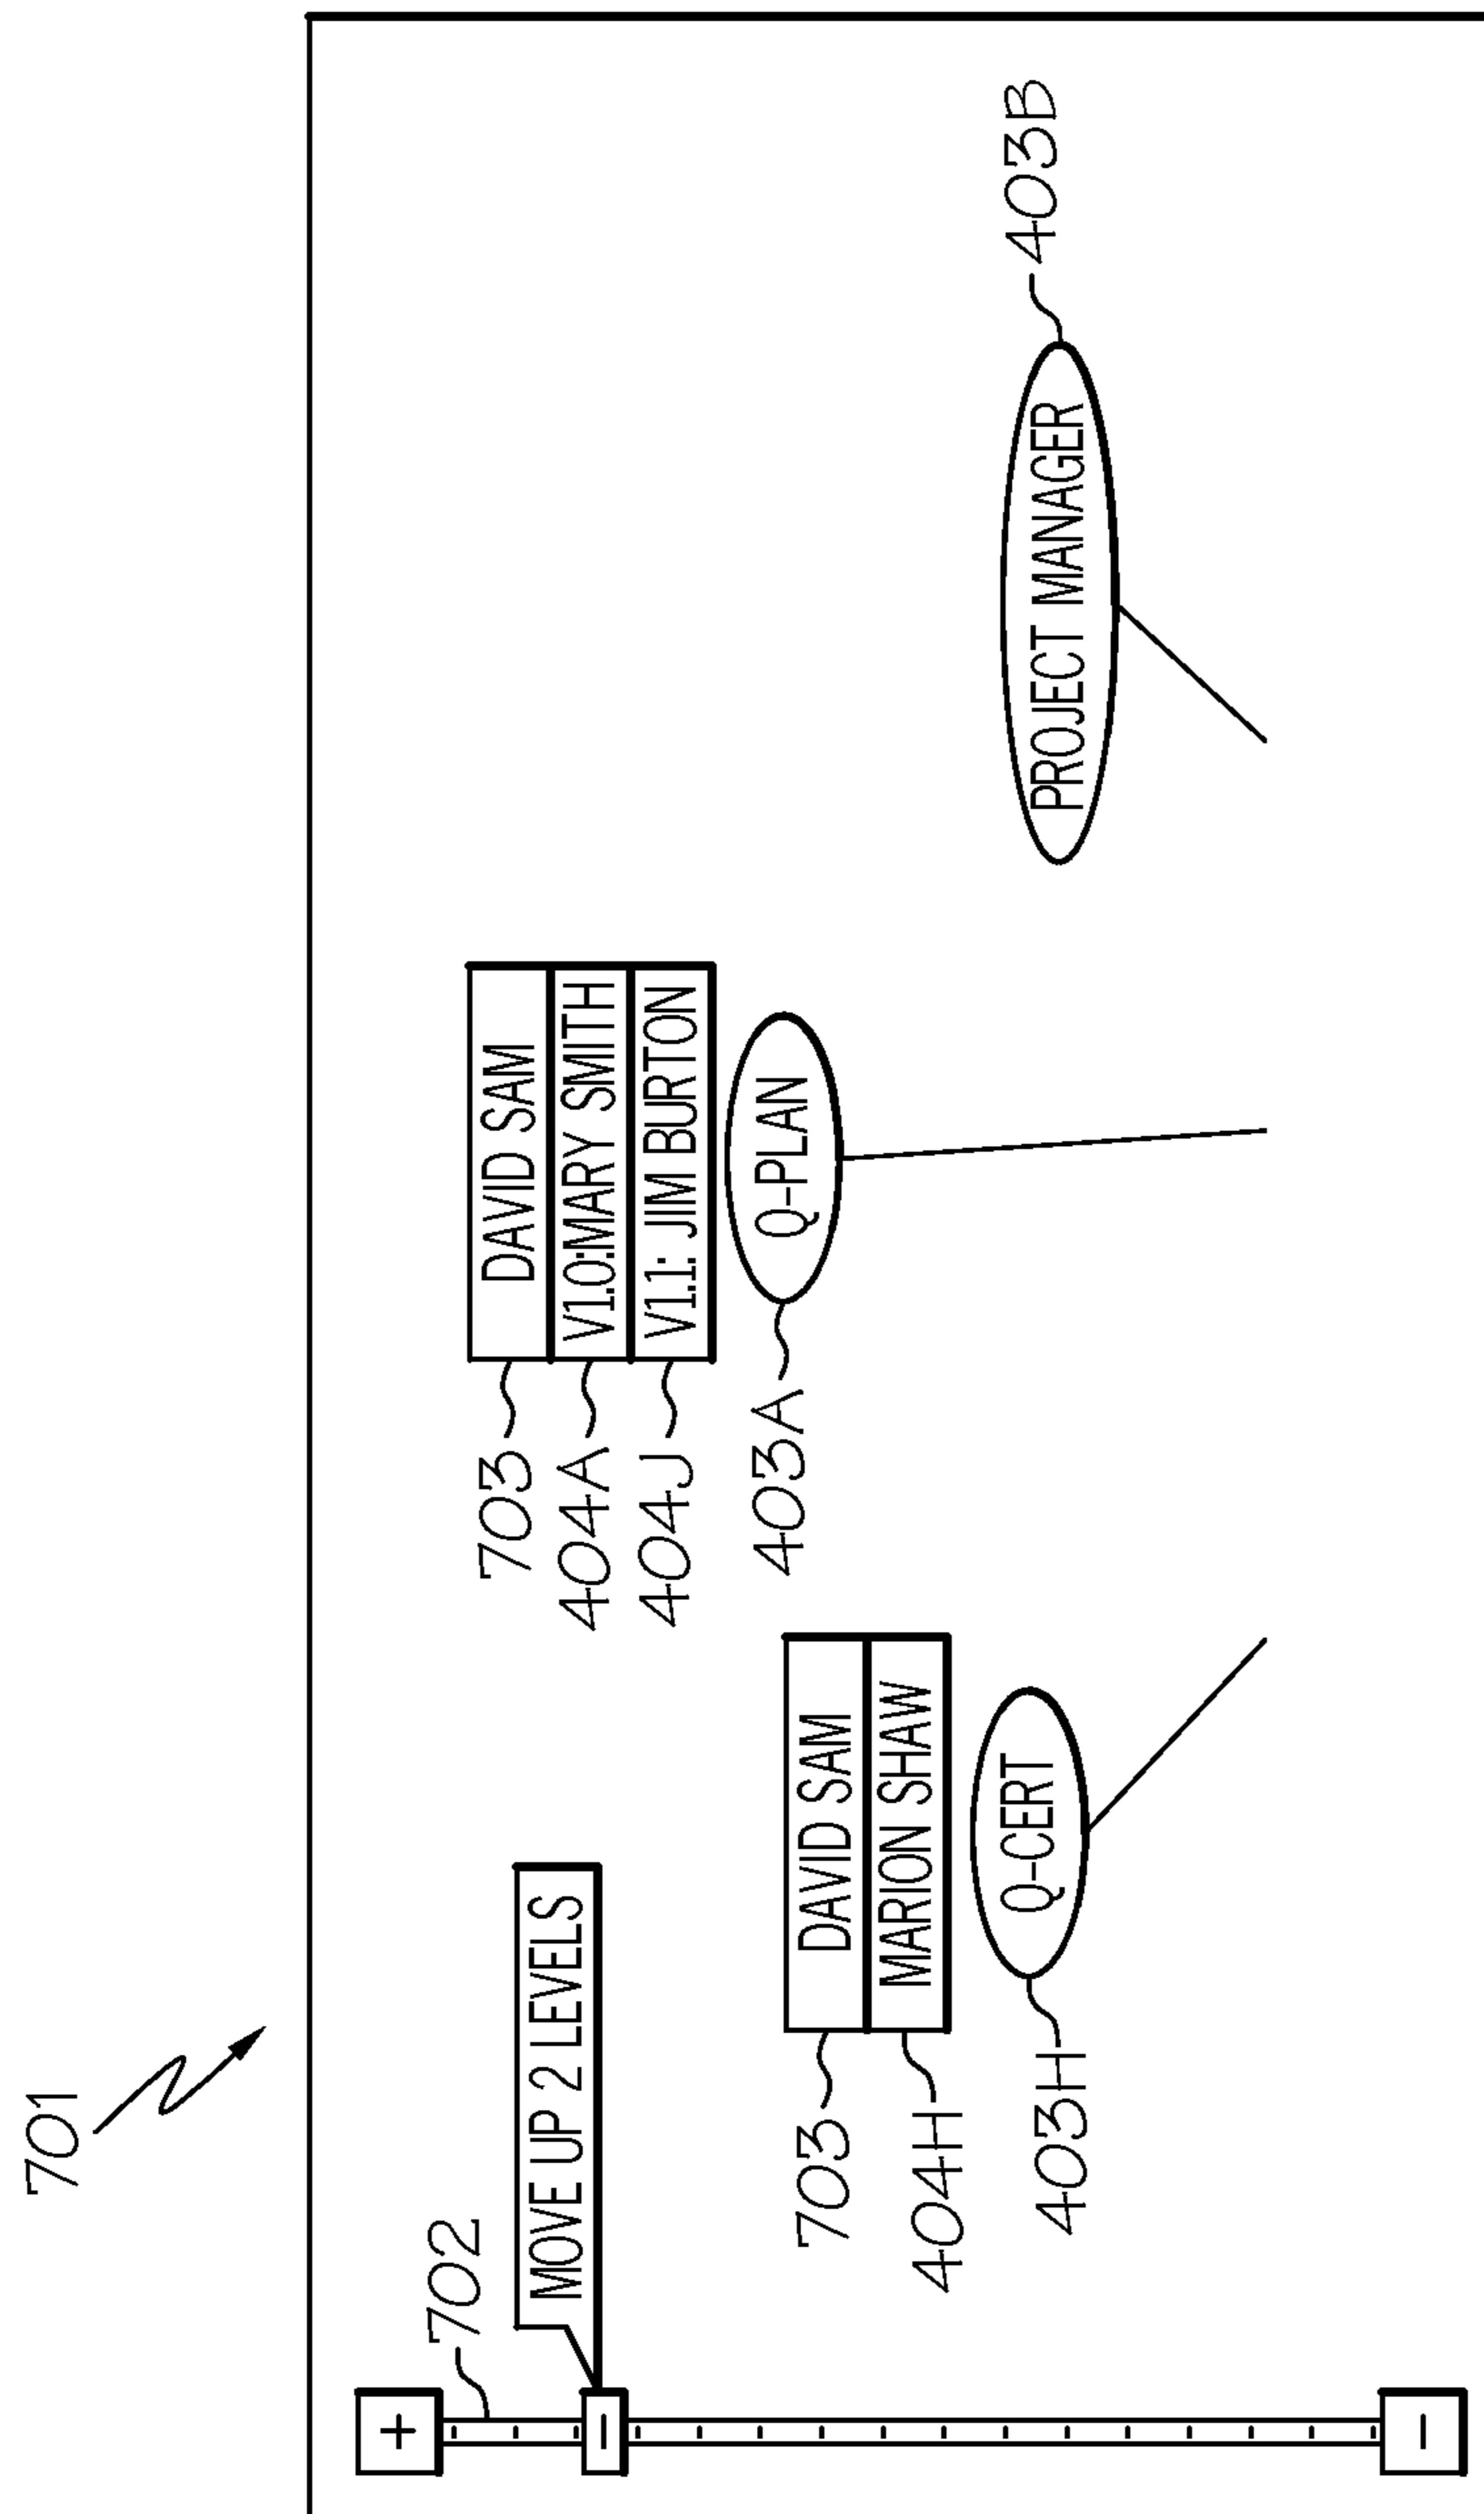 701
702
+
MOVE UP 2 LEVELS
−
−
703
DAVID SAM
404A
V1.0:MARY SMITH
404J
V1.1: JIM BURTON
403A
Q-PLAN
703
DAVID SAM
404H
MARION SHAW
403H
Q-CERT
PROJECT MANAGER
403B